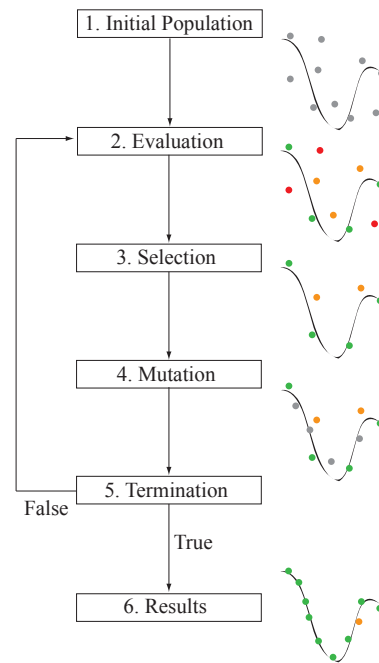 1. Initial Population
2. Evaluation
3. Selection
4. Mutation
5. Termination
False
True
6. Results